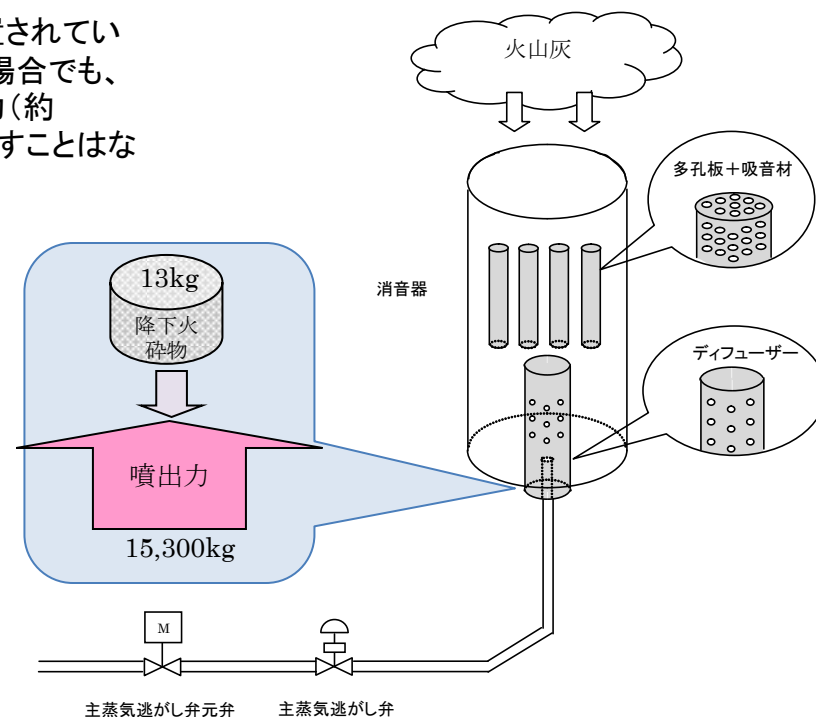 置されてい
場合でも、
(約
すことはな
火山灰
多孔板+吸音材
消音器
ディフューザー
13kg
降下火
砕物
噴出力
15,300kg
M
主蒸気逃がし弁元弁
主蒸気逃がし弁